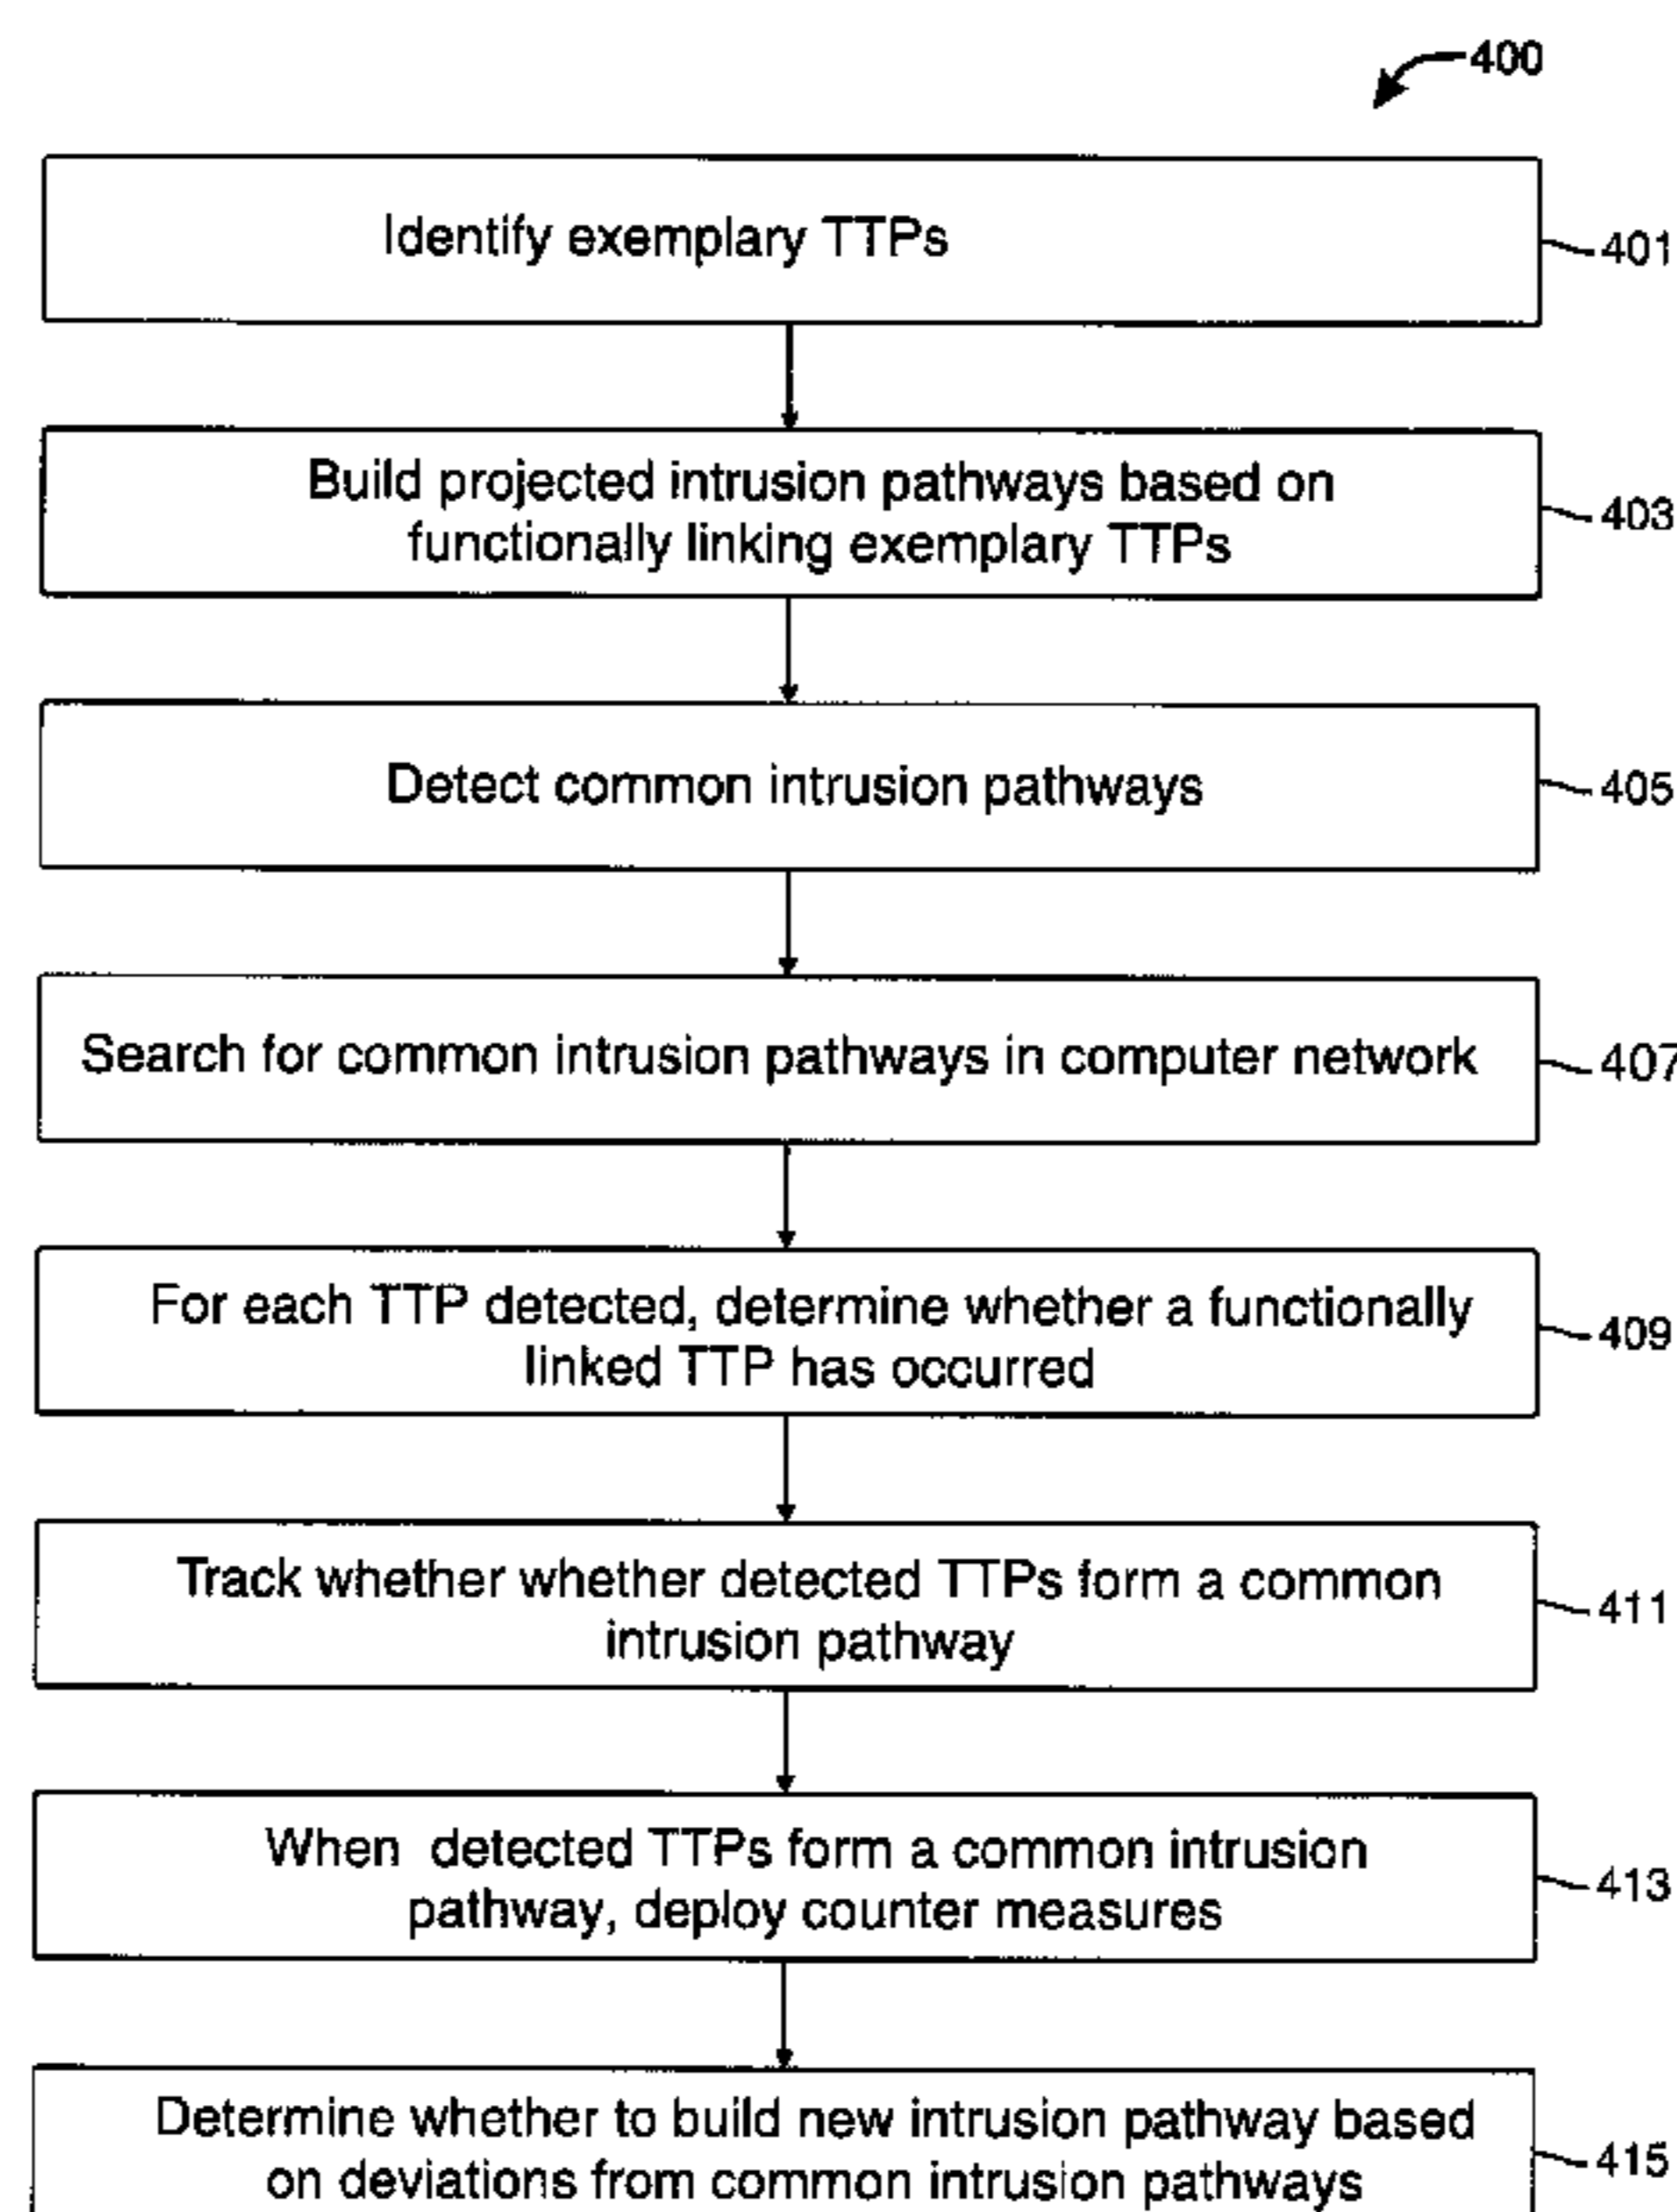 400
Identify exemplary TTPs
401
Build projected intrusion pathways based on
functionally linking exemplary TTPs
403
Detect common intrusion pathways
405
Search for common intrusion pathways in computer network
407
For each TTP detected, determine whether a functionally
linked TTP has occurred
409
Track whether whether detected TTPs form a common
intrusion pathway
411
When detected TTPs form a common intrusion
pathway, deploy counter measures
413
Determine whether to build new intrusion pathway based
on deviations from common intrusion pathways
415